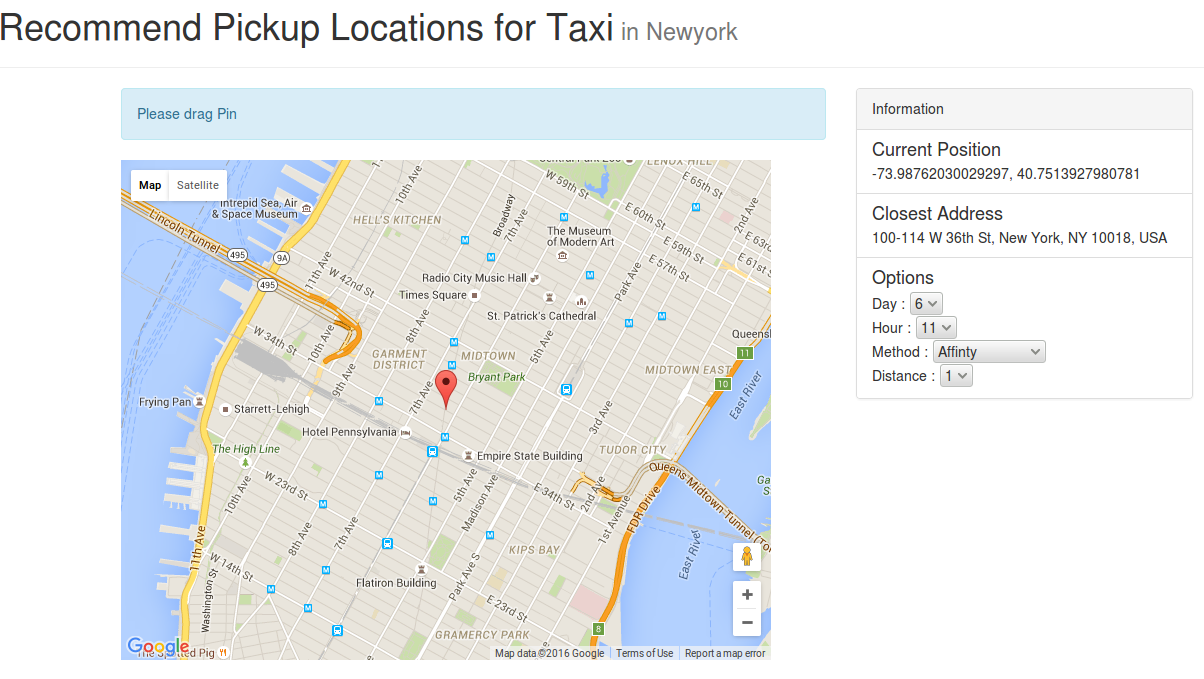 Recommend Pickup Locations for Taxi in Newyork
Please drag Pin
Map
Satellite
Intrepid Sea, Air
& Space Museum
Lincoln Tunnel
495
9A
495
HELL'S KITCHEN
10th Ave
11th Ave
W 42nd St
Broadway
7th Ave
W 59th St
LENOX HILL
E 65th St
E 60th St
2nd Ave
E 59th St
E 57th St
E 61st S
The Museum
of Modern Art
Radio City Music Hall
Times Square
St. Patrick's Cathedral
Park Ave
8th Ave
5th Ave
W 34th St
10th Ave
9th Ave
GARMENT
DISTRICT
MIDTOWN
Bryant Park
7th Ave
MIDTOWN EAST
Queensl
11
10
East River
Frying Pan
Starrett-Lehigh
Hotel Pennsylvania
The High Line
Empire State Building
3rd Ave
TUDOR CITY
Queens Midtown Tunnel
W 23rd St
10th Ave
5th Ave
Madison Ave
E 34th St
2nd Ave
1st Avenue
FDR Drive
8th Ave
7th Ave
11th Ave
W 14th St
Washington St
Flatiron Building
Park Ave S
KIPS BAY
East River
E 23rd St
GRAMERCY PARK
8
Google
The Spotted Pig
Map data ©2016 Google
Terms of Use
Report a map error
Information
Current Position
-73.98762030029297, 40.7513927980781
Closest Address
100-114 W 36th St, New York, NY 10018, USA
Options
Day : 6
Hour : 11
Method : Affinty
Distance : 1